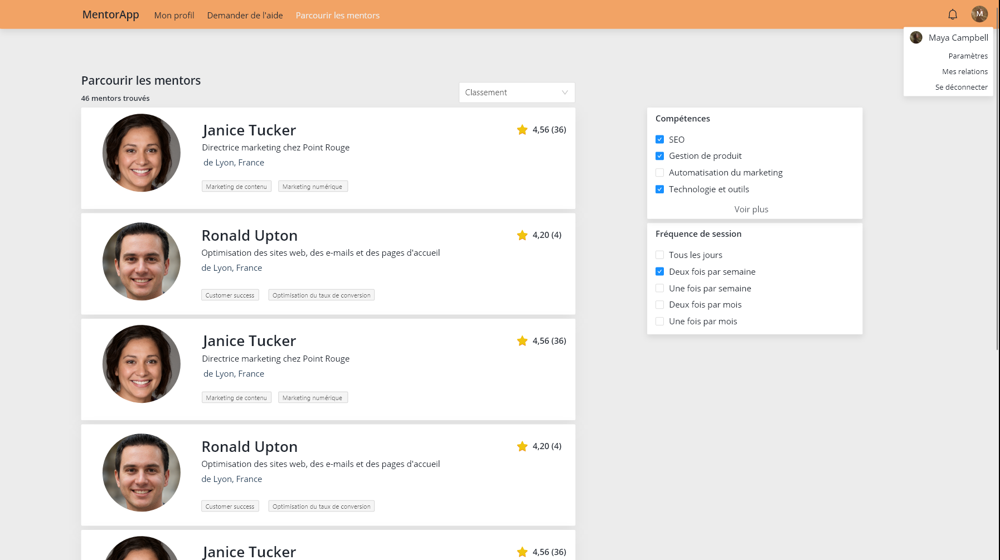 MentorApp
Mon profil
Demander de l'aide
Parcourir les mentors
M
Maya Campbell
Paramètres
Mes relations
Se déconnecter
Parcourir les mentors
46 mentors trouvés
Classement
Janice Tucker
4,56 (36)
Directrice marketing chez Point Rouge
de Lyon, France
Marketing de contenu
Marketing numérique
Ronald Upton
4,20 (4)
Optimisation des sites web, des e-mails et des pages d'accueil
de Lyon, France
Customer success
Optimisation du taux de conversion
Janice Tucker
4,56 (36)
Directrice marketing chez Point Rouge
de Lyon, France
Marketing de contenu
Marketing numérique
Ronald Upton
4,20 (4)
Optimisation des sites web, des e-mails et des pages d'accueil
de Lyon, France
Customer success
Optimisation du taux de conversion
Janice Tucker
4,56 (36)
Compétences
SEO
Gestion de produit
Automatisation du marketing
Technologie et outils
Voir plus
Fréquence de session
Tous les jours
Deux fois par semaine
Une fois par semaine
Deux fois par mois
Une fois par mois